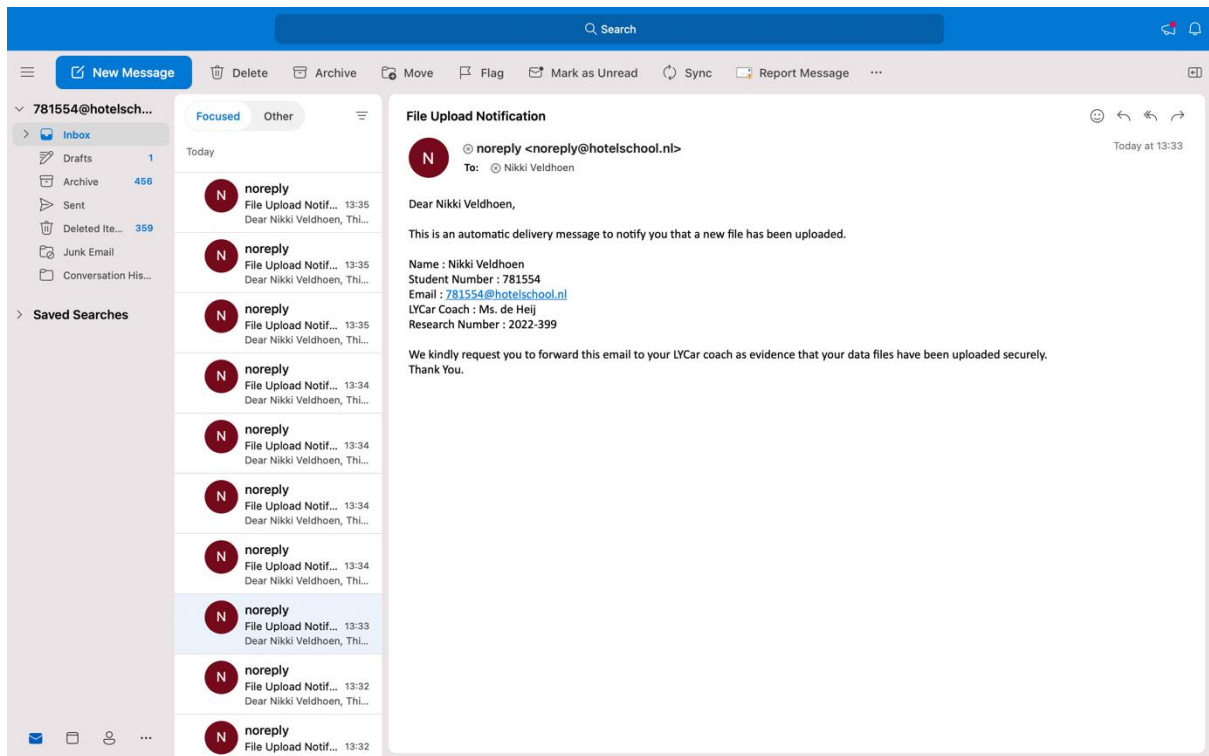 Search
New Message
Delete
Archive
Move
Flag
Mark as Unread
Sync
Report Message
...
781554@hotelsch...
Inbox
Drafts 1
Archive 456
Sent
Deleted Ite... 359
Junk Email
Conversation His...
Saved Searches
Focused
Other
Today
N
noreply
File Upload Notif... 13:35
Dear Nikki Veldhoen, Thi...
N
noreply
File Upload Notif... 13:35
Dear Nikki Veldhoen, Thi...
N
noreply
File Upload Notif... 13:35
Dear Nikki Veldhoen, Thi...
N
noreply
File Upload Notif... 13:34
Dear Nikki Veldhoen, Thi...
N
noreply
File Upload Notif... 13:34
Dear Nikki Veldhoen, Thi...
N
noreply
File Upload Notif... 13:34
Dear Nikki Veldhoen, Thi...
N
noreply
File Upload Notif... 13:34
Dear Nikki Veldhoen, Thi...
N
noreply
File Upload Notif... 13:33
Dear Nikki Veldhoen, Thi...
N
noreply
File Upload Notif... 13:32
Dear Nikki Veldhoen, Thi...
N
noreply
File Upload Notif... 13:32
File Upload Notification
N
noreply <noreply@hotelschool.nl>
To: Nikki Veldhoen
Today at 13:33
Dear Nikki Veldhoen,
This is an automatic delivery message to notify you that a new file has been uploaded.
Name : Nikki Veldhoen
Student Number : 781554
Email : 781554@hotelschool.nl
LYCar Coach : Ms. de Heij
Research Number : 2022-399
We kindly request you to forward this email to your LYCar coach as evidence that your data files have been uploaded securely.
Thank You.